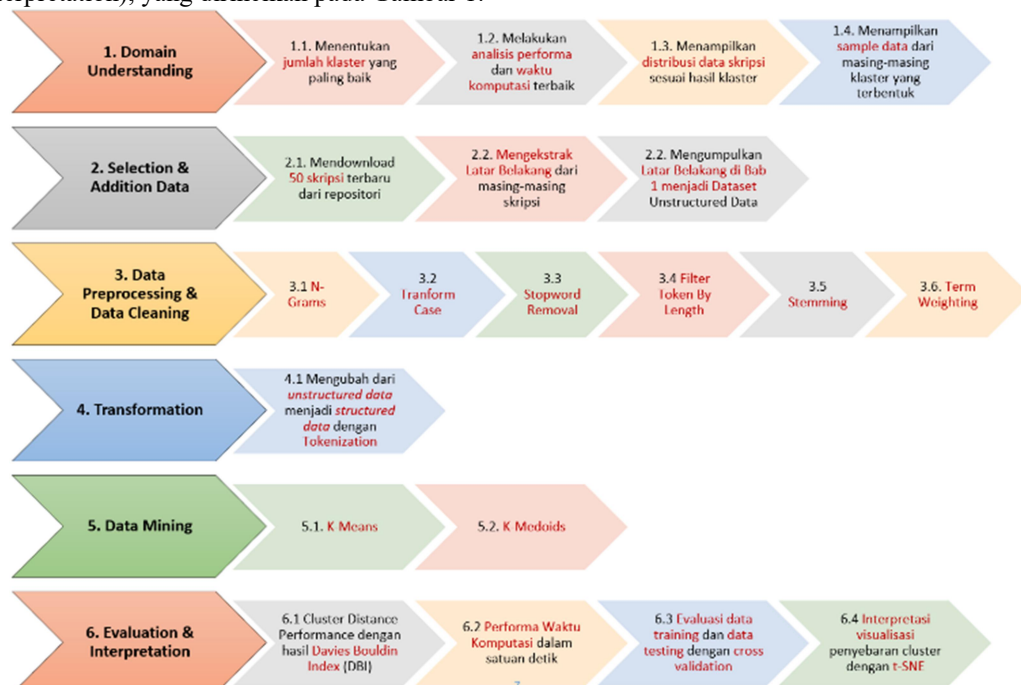 1. Domain
Understanding
1.1. Menentukan
jumlah klaster yang
paling baik
1.2. Melakukan
analisis performa
dan waktu
komputasi terbaik
1.3. Menampilkan
distribusi data skripsi
sesuai hasil klaster
1.4. Menampilkan
sample data dari
masing-masing
klaster yang
terbentuk
2. Selection &
Addition Data
2.1. Mendownload
50 skripsi terbaru
dari repositori
2.2. Mengekstrak
Latar Belakang dari
masing-masing
skripsi
2.2. Mengumpulkan
Latar Belakang di Bab
1 menjadi Dataset
Unstructured Data
3. Data
Preprocessing &
Data Cleaning
3.1 N-
Grams
3.2
Tranform
Case
3.3
Stopword
Removal
3.4 Filter
Token By
Length
3.5
Stemming
3.6. Term
Weighting
4. Transformation
4.1 Mengubah dari
unstructured data
menjadi structured
data dengan
Tokenization
5. Data Mining
5.1. K Means
5.2. K Medoids
6. Evaluation &
Interpretation
6.1 Cluster Distance
Performance dengan
hasil Davies Bouldin
Index (DBI)
6.2 Performa Waktu
Komputasi dalam
satuan detik
6.3 Evaluasi data
training dan data
testing dengan cross
validation
6.4 Interpretasi
visualisasi
penyebaran cluster
dengan t-SNE